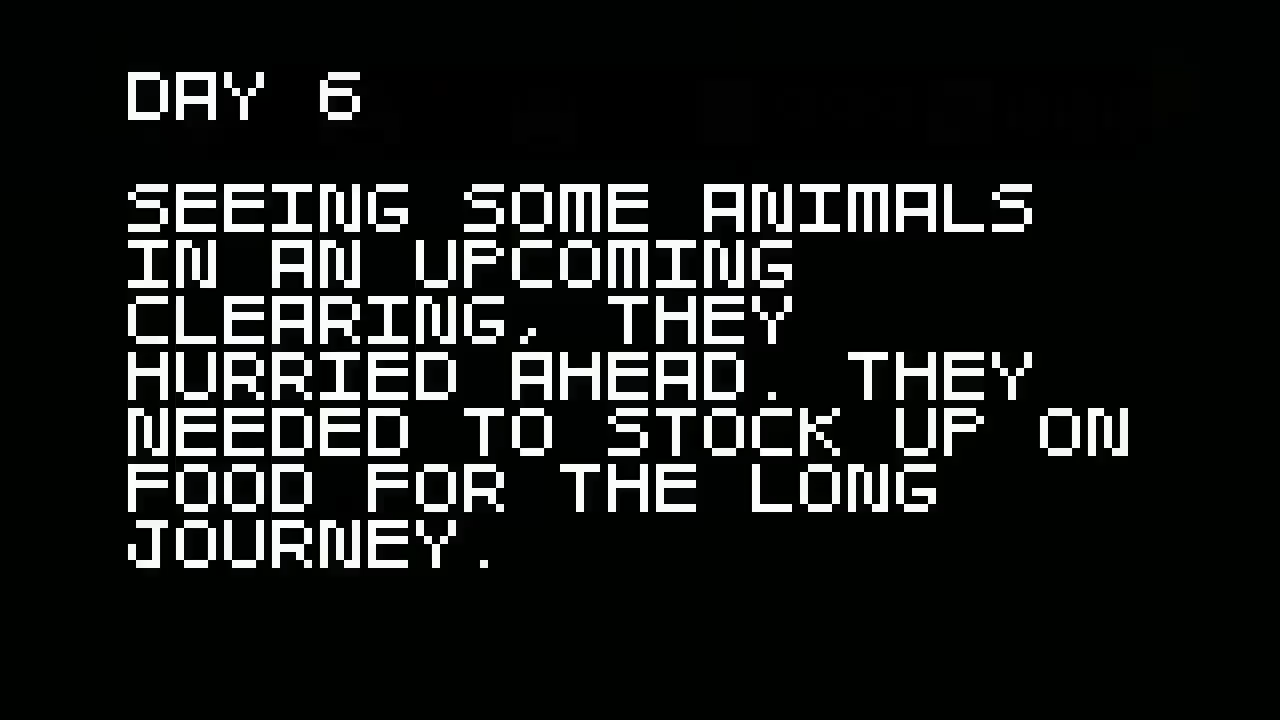 DAY 6
SEEING SOME ANIMALS
IN AN UPCOMING
CLEARING, THEY
HURRIED AHEAD. THEY
NEEDED TO STOCK UP ON
FOOD FOR THE LONG
JOURNEY.